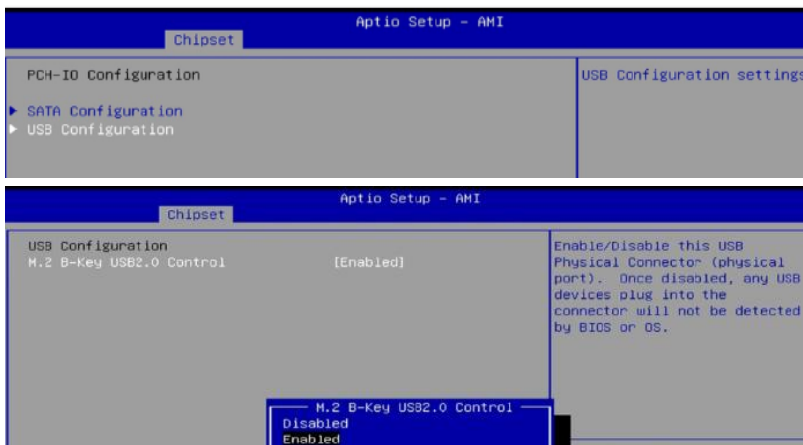 Aptio Setup - AMI
Chipset
PCH-IO Configuration
USB Configuration settings
SATA Configuration
USB Configuration
Aptio Setup - AMI
Chipset
USB Configuration
M.2 B-Key USB2.0 Control [Enabled]
Enable/Disable this USB
Physical Connector (physical
port). Once disabled, any USB
devices plug into the
connector will not be detected
by BIOS or OS.
M.2 B-Key USB2.0 Control
Disabled
Enabled